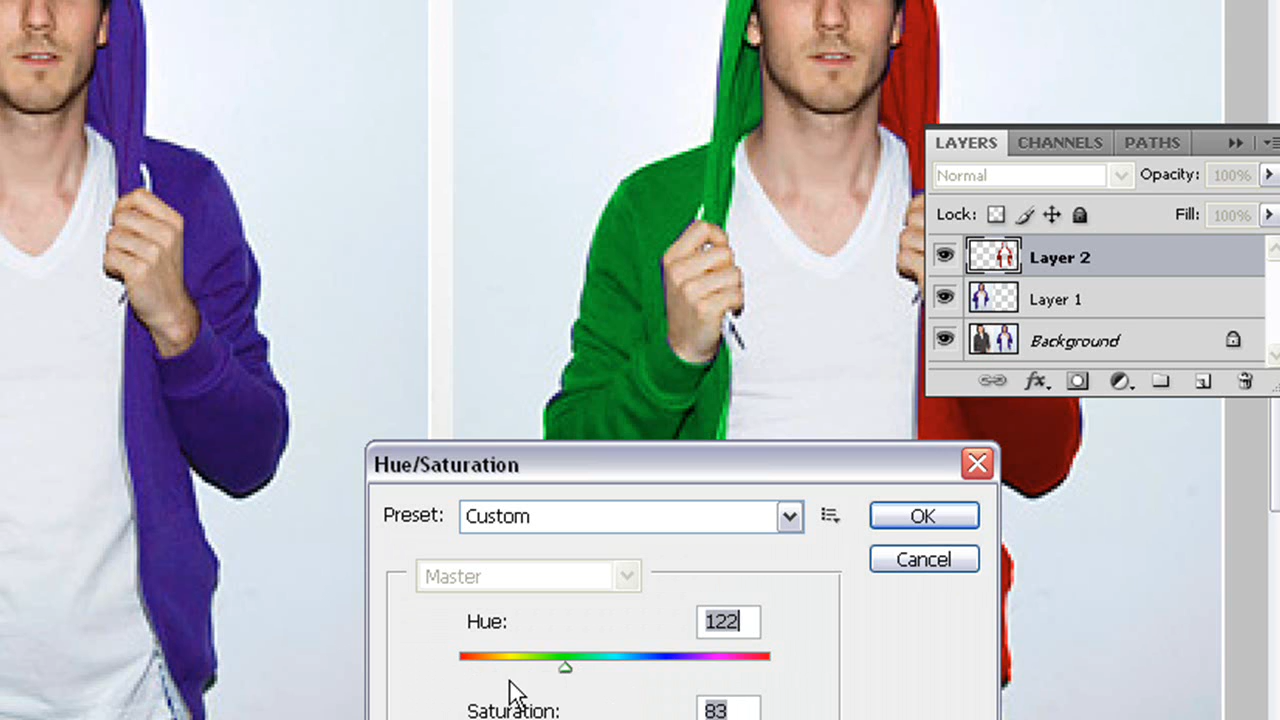 LAYERS CHANNELS PATHS
Normal Opacity: 100%
Lock: Fill: 100%
Layer 2
Layer 1
Background
fx
Hue/Saturation
Preset: Custom OK
Cancel
Master
Hue: 122
Saturation: 83